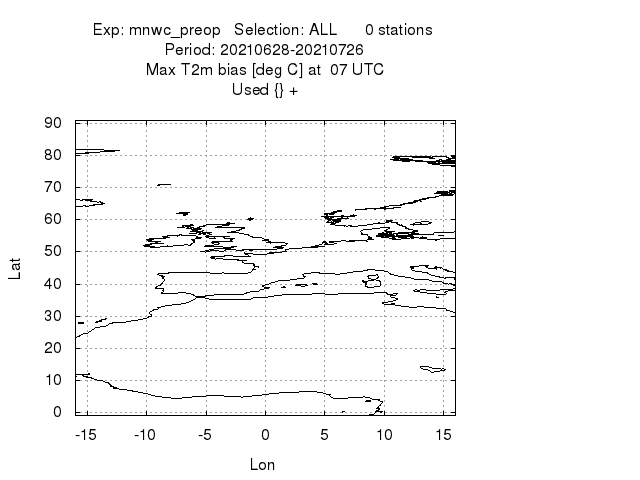 Exp: mnwc_preop Selection: ALL 0 stations
Period: 20210628-20210726
Max T2m bias [deg C] at 07 UTC
Used {} +
90
80
70
60
50
40
30
20
10
0
Lat
-15 -10 -5 0 5 10 15
Lon